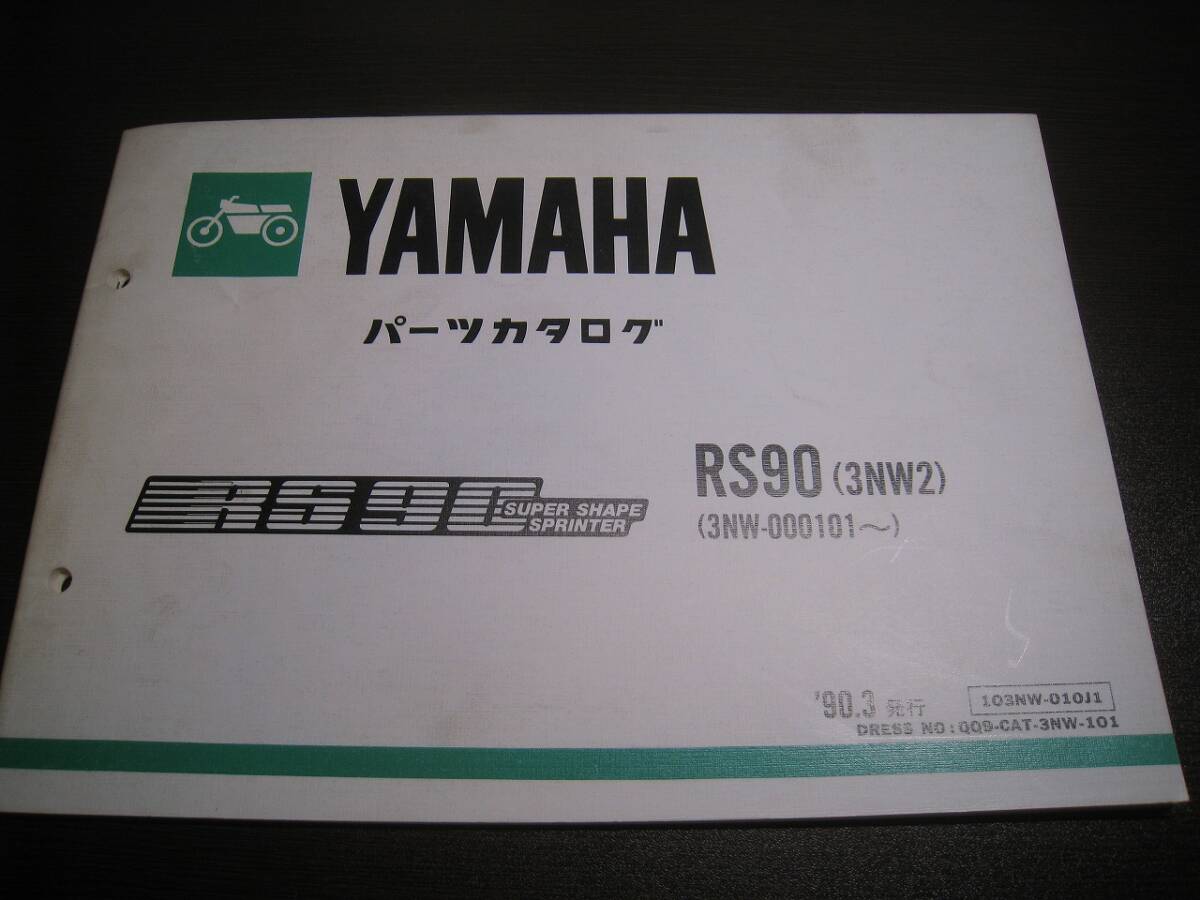 YAMAHA
パーツカタログ
RS90
SUPER SHAPE
SPRINTER
RS90 (3NW2)
(3NW-000101～)
'90.3 発行
103NW-010J1
DRESS NO:QQ9-CAT-3NW-101